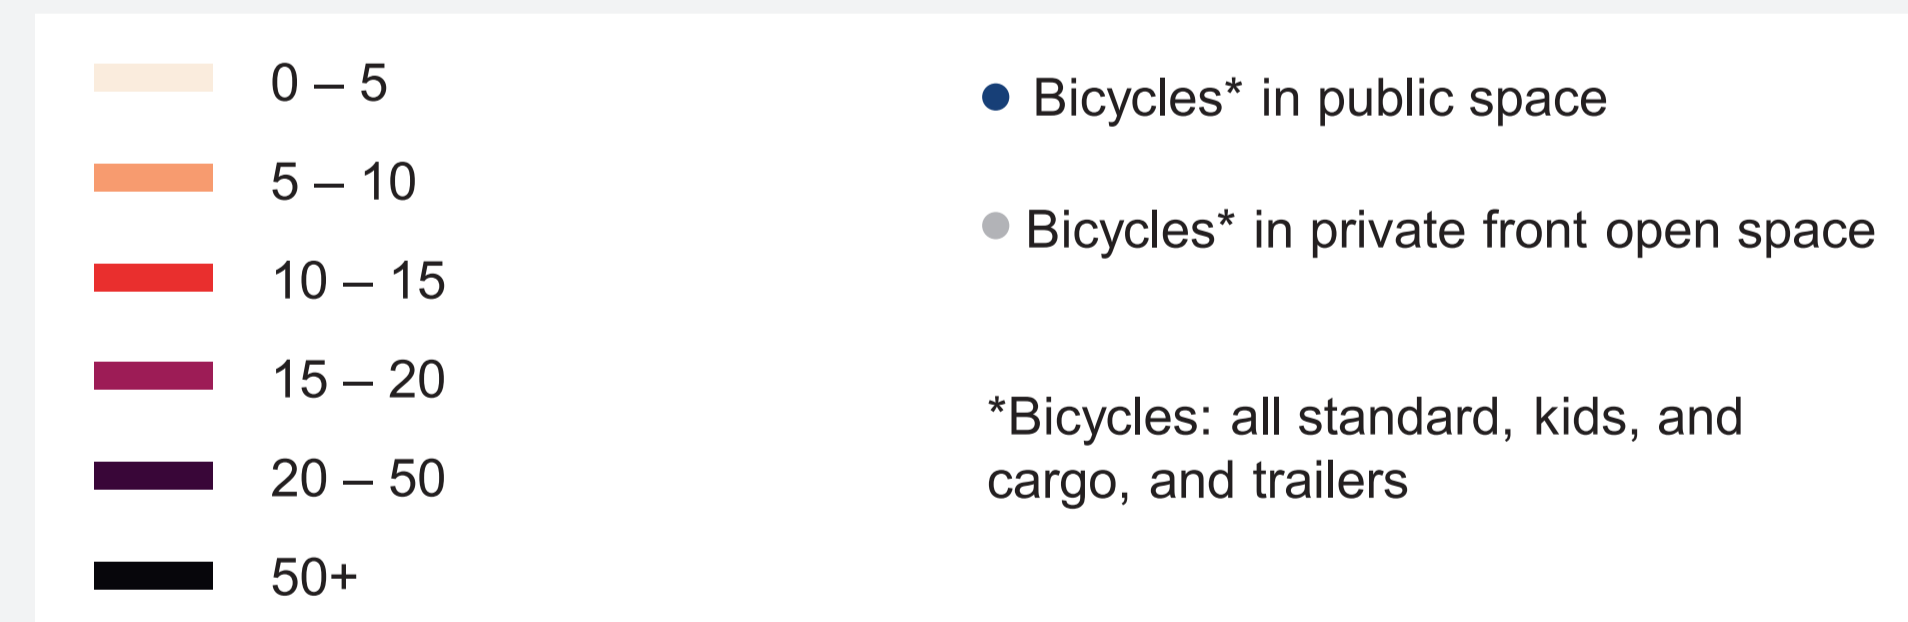 0 – 5
5 – 10
10 – 15
15 – 20
20 – 50
50+
Bicycles* in public space
Bicycles* in private front open space
*Bicycles: all standard, kids, and
cargo, and trailers